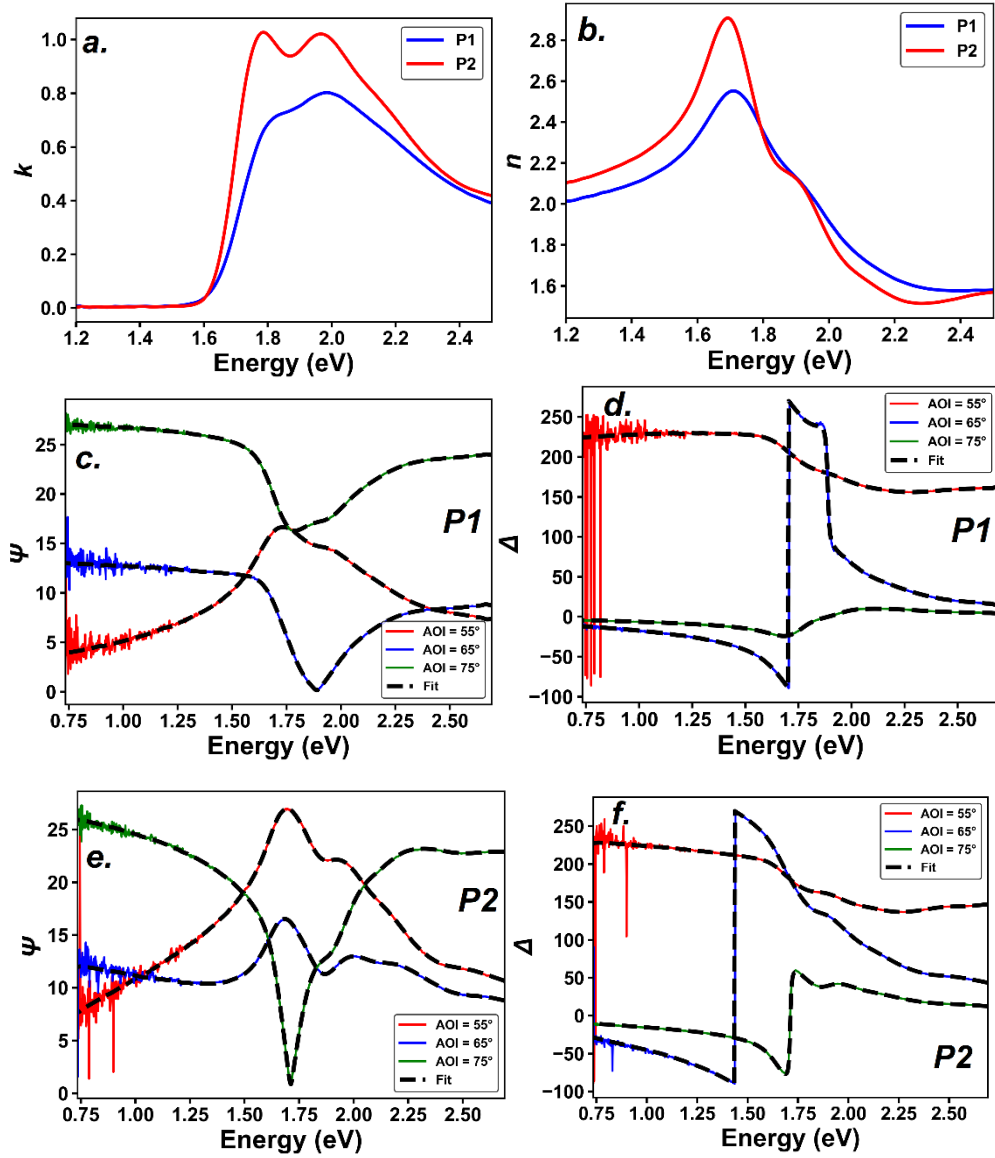 a.
P1
P2
1.0
0.8
0.6
0.4
0.2
0.0
k
1.2 1.4 1.6 1.8 2.0 2.2 2.4
Energy (eV)
b.
P1
P2
2.8
2.6
2.4
2.2
2.0
1.8
1.6
n
1.2 1.4 1.6 1.8 2.0 2.2 2.4
Energy (eV)
c.
P1
25
20
15
10
5
0
Ψ
AOI = 55°
AOI = 65°
AOI = 75°
Fit
0.75 1.00 1.25 1.50 1.75 2.00 2.25 2.50
Energy (eV)
d.
AOI = 55°
AOI = 65°
AOI = 75°
Fit
P1
250
200
150
100
50
0
−50
−100
Δ
0.75 1.00 1.25 1.50 1.75 2.00 2.25 2.50
Energy (eV)
e.
P2
25
20
15
10
5
0
Ψ
AOI = 55°
AOI = 65°
AOI = 75°
Fit
0.75 1.00 1.25 1.50 1.75 2.00 2.25 2.50
Energy (eV)
f.
AOI = 55°
AOI = 65°
AOI = 75°
Fit
250
200
150
100
50
0
−50
−100
Δ
P2
0.75 1.00 1.25 1.50 1.75 2.00 2.25 2.50
Energy (eV)